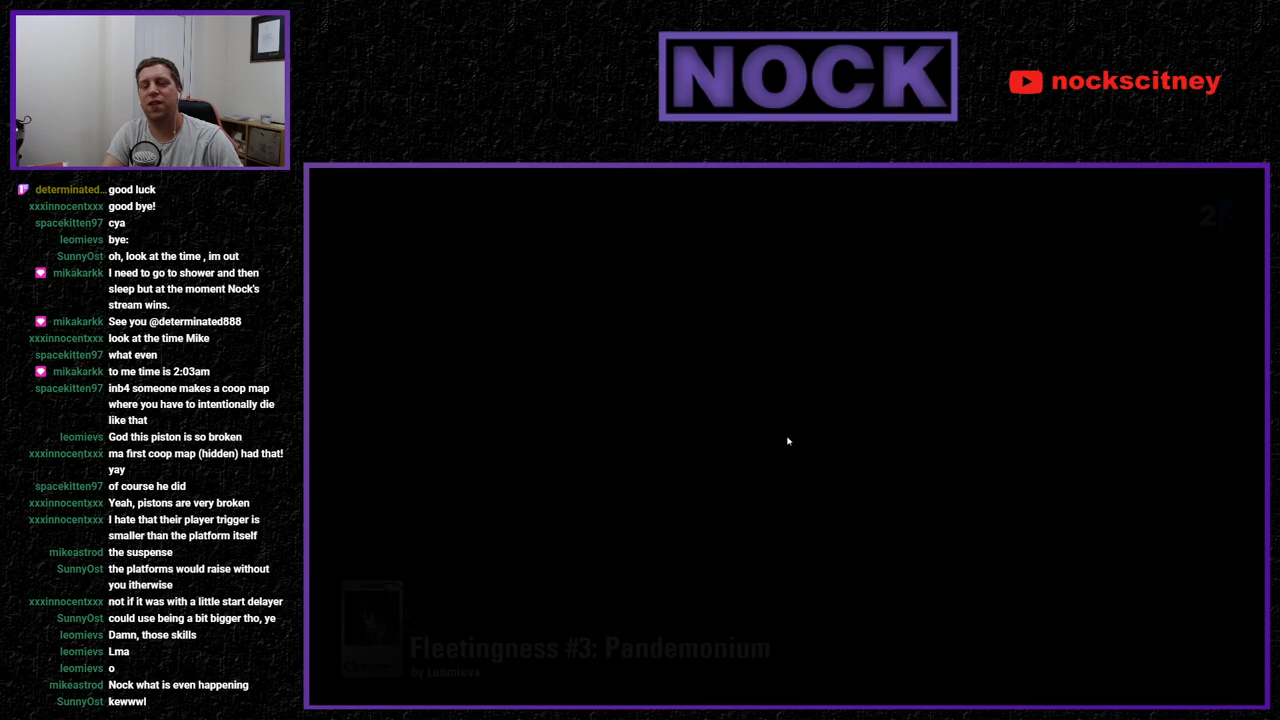 NOCK
nockscitney
determinated... good luck
xxxinnocentxxx good bye!
spacekitten97 cya
leomievs bye:
SunnyOst oh, look at the time , im out
mikakarkk I need to go to shower and then
sleep but at the moment Nock's
stream wins.
mikakarkk See you @determinated888
xxxinnocentxxx look at the time Mike
spacekitten97 what even
mikakarkk to me time is 2:03am
spacekitten97 inb4 someone makes a coop map
where you have to intentionally die
like that
leomievs God this piston is so broken
xxxinnocentxxx ma first coop map (hidden) had that!
yay
spacekitten97 of course he did
xxxinnocentxxx Yeah, pistons are very broken
xxxinnocentxxx I hate that their player trigger is
smaller than the platform itself
mikeastrod the suspense
SunnyOst the platforms would raise without
you itherwise
xxxinnocentxxx not if it was with a little start delayer
SunnyOst could use being a bit bigger tho, ye
leomievs Damn, those skills
leomievs Lma
leomievs o
mikeastrod Nock what is even happening
SunnyOst kewwwl
2
Fleetingness #3: Pandemonium
by Leomievs